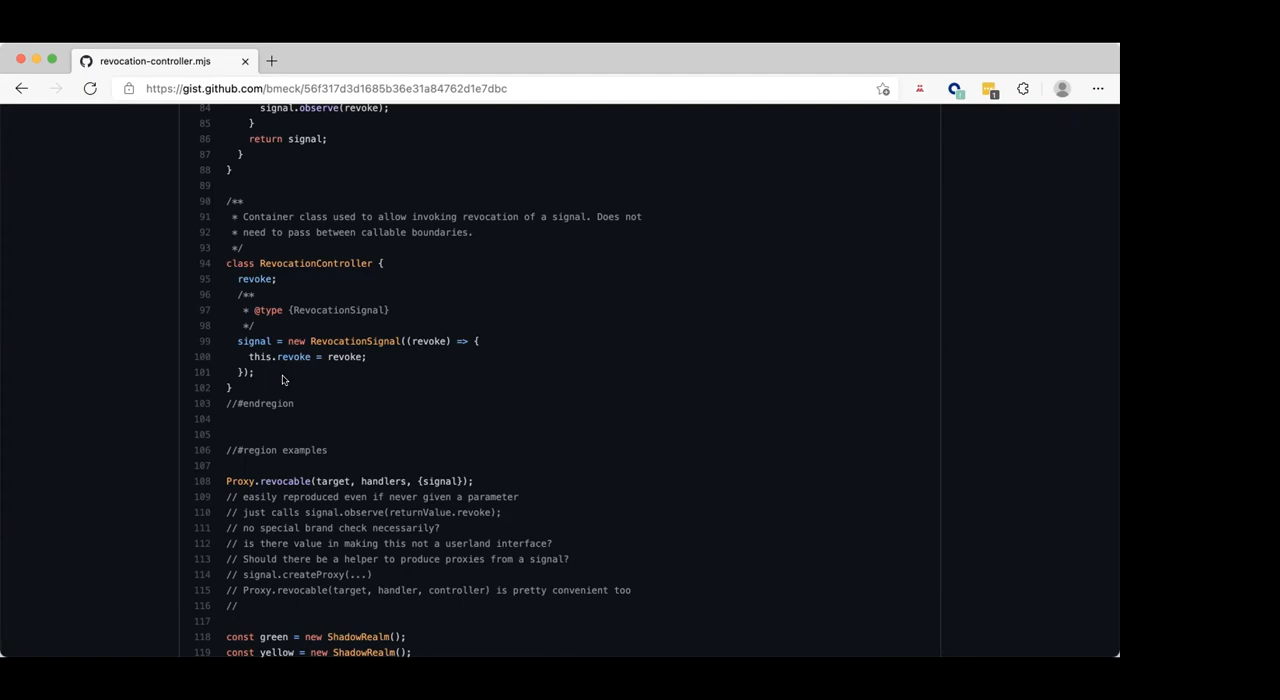 revocation-controller.mjs
https://gist.github.com/bmeck/56f317d3d1685b36e31a84762d1e7dbc
1
84 signal.observe(revoke);
85 }
86 return signal;
87 }
88 }
89
90 /**
91 * Container class used to allow invoking revocation of a signal. Does not
92 * need to pass between callable boundaries.
93 */
94 class RevocationController {
95 revoke;
96 /**
97 * @type {RevocationSignal}
98 */
99 signal = new RevocationSignal((revoke) => {
100 this.revoke = revoke;
101 });
102 }
103 //#endregion
104
105
106 //#region examples
107
108 Proxy.revocable(target, handlers, {signal});
109 // easily reproduced even if never given a parameter
110 // just calls signal.observe(returnValue.revoke);
111 // no special brand check necessarily?
112 // is there value in making this not a userland interface?
113 // Should there be a helper to produce proxies from a signal?
114 // signal.createProxy(...)
115 // Proxy.revocable(target, handler, controller) is pretty convenient too
116 //
117
118 const green = new ShadowRealm();
119 const yellow = new ShadowRealm();